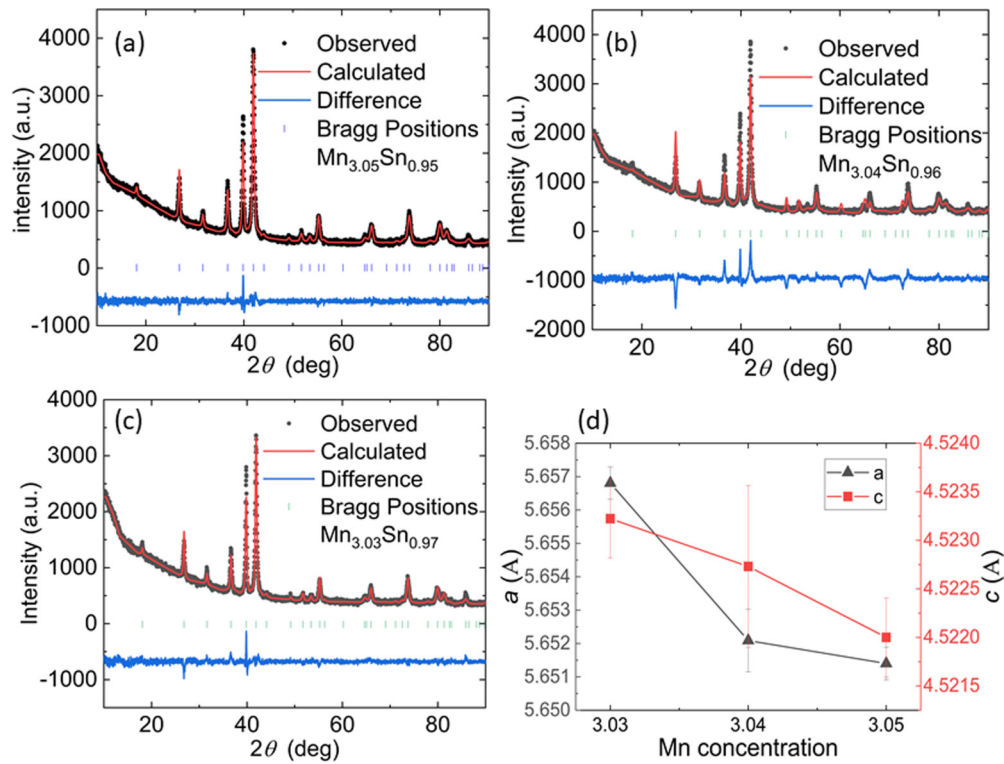 (a)
Observed
Calculated
Difference
Bragg Positions
Mn3.05Sn0.95
intensity (a.u.)
4000
3000
2000
1000
0
-1000
20
40
60
80
2θ (deg)
(b)
Observed
Calculated
Difference
Bragg Positions
Mn3.04Sn0.96
Intensity (a.u.)
4000
3000
2000
1000
0
-1000
-2000
20
40
60
80
2θ (deg)
(c)
Observed
Calculated
Difference
Bragg Positions
Mn3.03Sn0.97
Intensity (a.u.)
4000
3000
2000
1000
0
-1000
20
40
60
80
2θ (deg)
(d)
a
c
a (A)
5.658
5.657
5.656
5.655
5.654
5.653
5.652
5.651
5.650
c (A)
4.5240
4.5235
4.5230
4.5225
4.5220
4.5215
3.03
3.04
3.05
Mn concentration